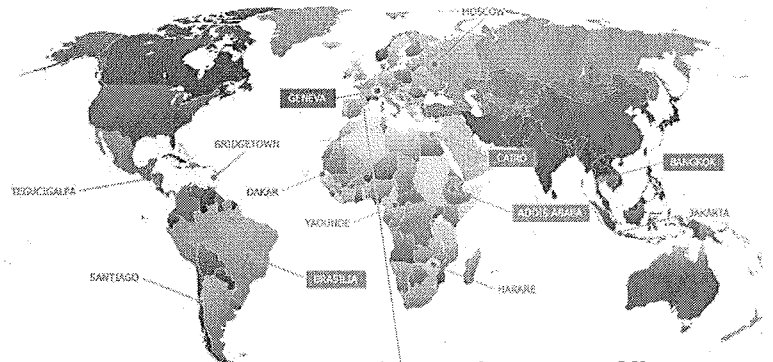 MOSCOW
GENEVA
BRIDGETOWN
CAIRO
BANGKOK
TEGUCIGALPA
DAKAR
ADDIS ABABA
JAKARTA
YAOUNDE
SANTIAGO
BRASILIA
HARARE